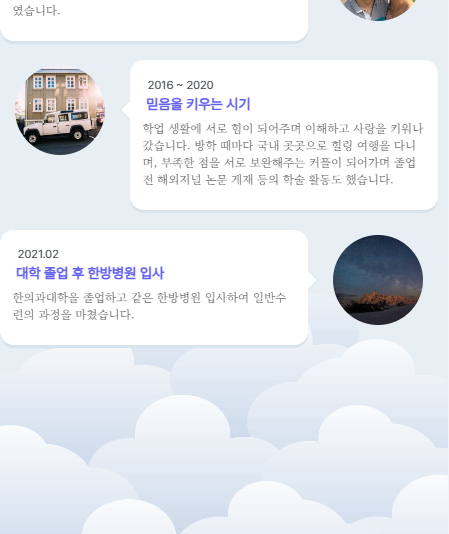 였습니다.
2016 ~ 2020
믿음을 키우는 시기
학업 생활에 서로 힘이 되어주며 이해하고 사랑을 키워나
갔습니다. 방학 때마다 국내 곳곳으로 힐링 여행을 다니
며, 부족한 점을 서로 보완해주는 커플이 되어가며 졸업
전 해외저널 논문 게재 등의 학술 활동도 했습니다.
2021.02
대학 졸업 후 한방병원 입사
한의과대학을 졸업하고 같은 한방병원 입사하여 일반수
련의 과정을 마쳤습니다.